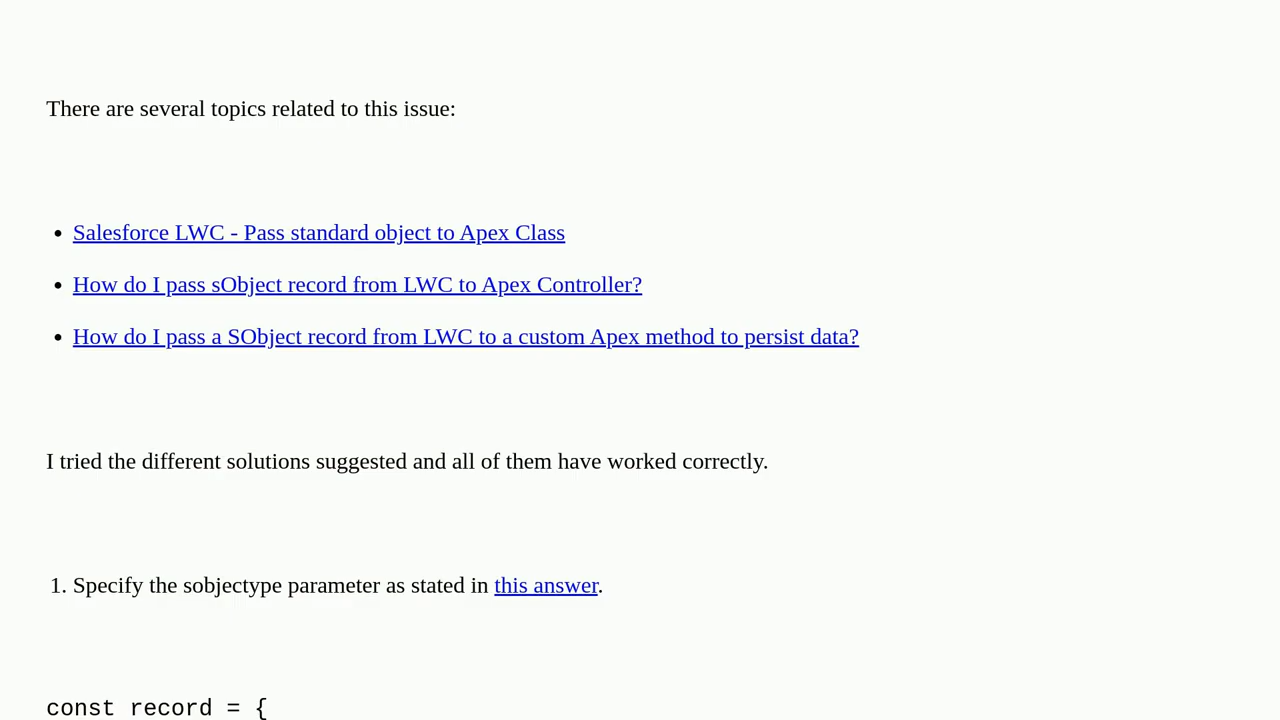 There are several topics related to this issue:
• Salesforce LWC - Pass standard object to Apex Class
• How do I pass sObject record from LWC to Apex Controller?
• How do I pass a SObject record from LWC to a custom Apex method to persist data?
I tried the different solutions suggested and all of them have worked correctly.
1. Specify the sobjectype parameter as stated in this answer.
const record = {